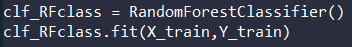 clf_RFclass = RandomForestClassifier()
clf_RFclass.fit(X_train,Y_train)